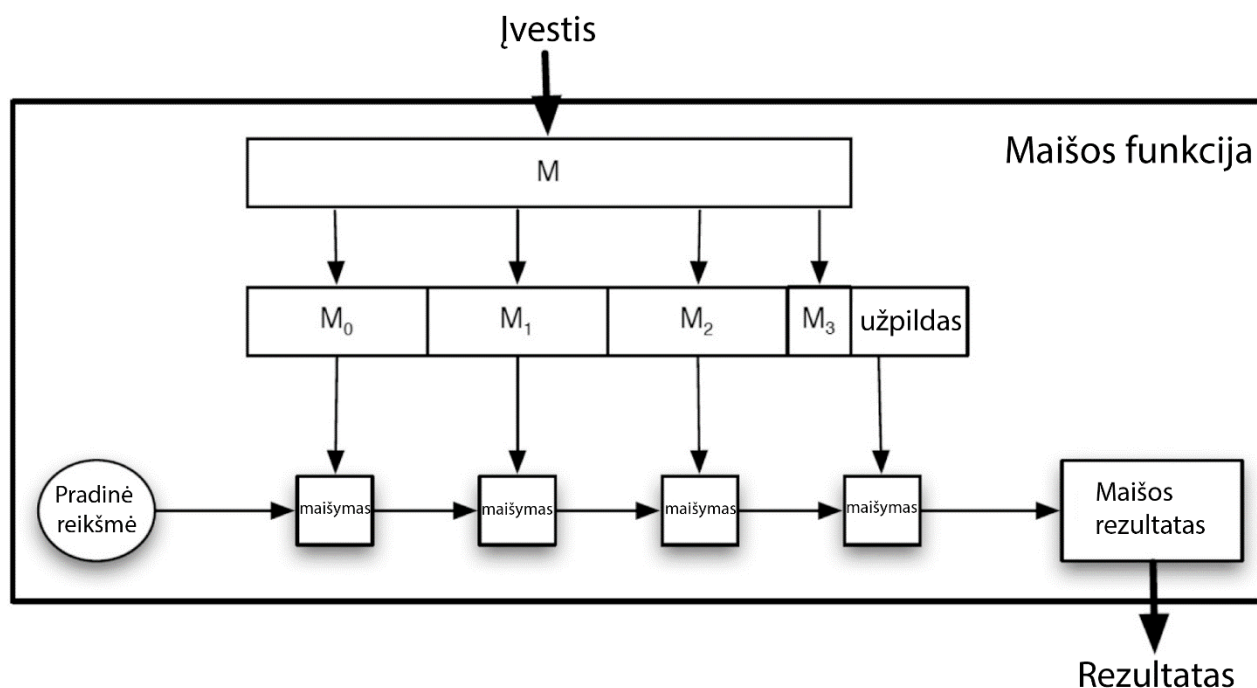 Įvestis
Maišos funkcija
M
M₀
M₁
M₂
M₃
užpildas
Pradinė
reikšmė
maišymas
maišymas
maišymas
maišymas
Maišos
rezultatas
Rezultatas